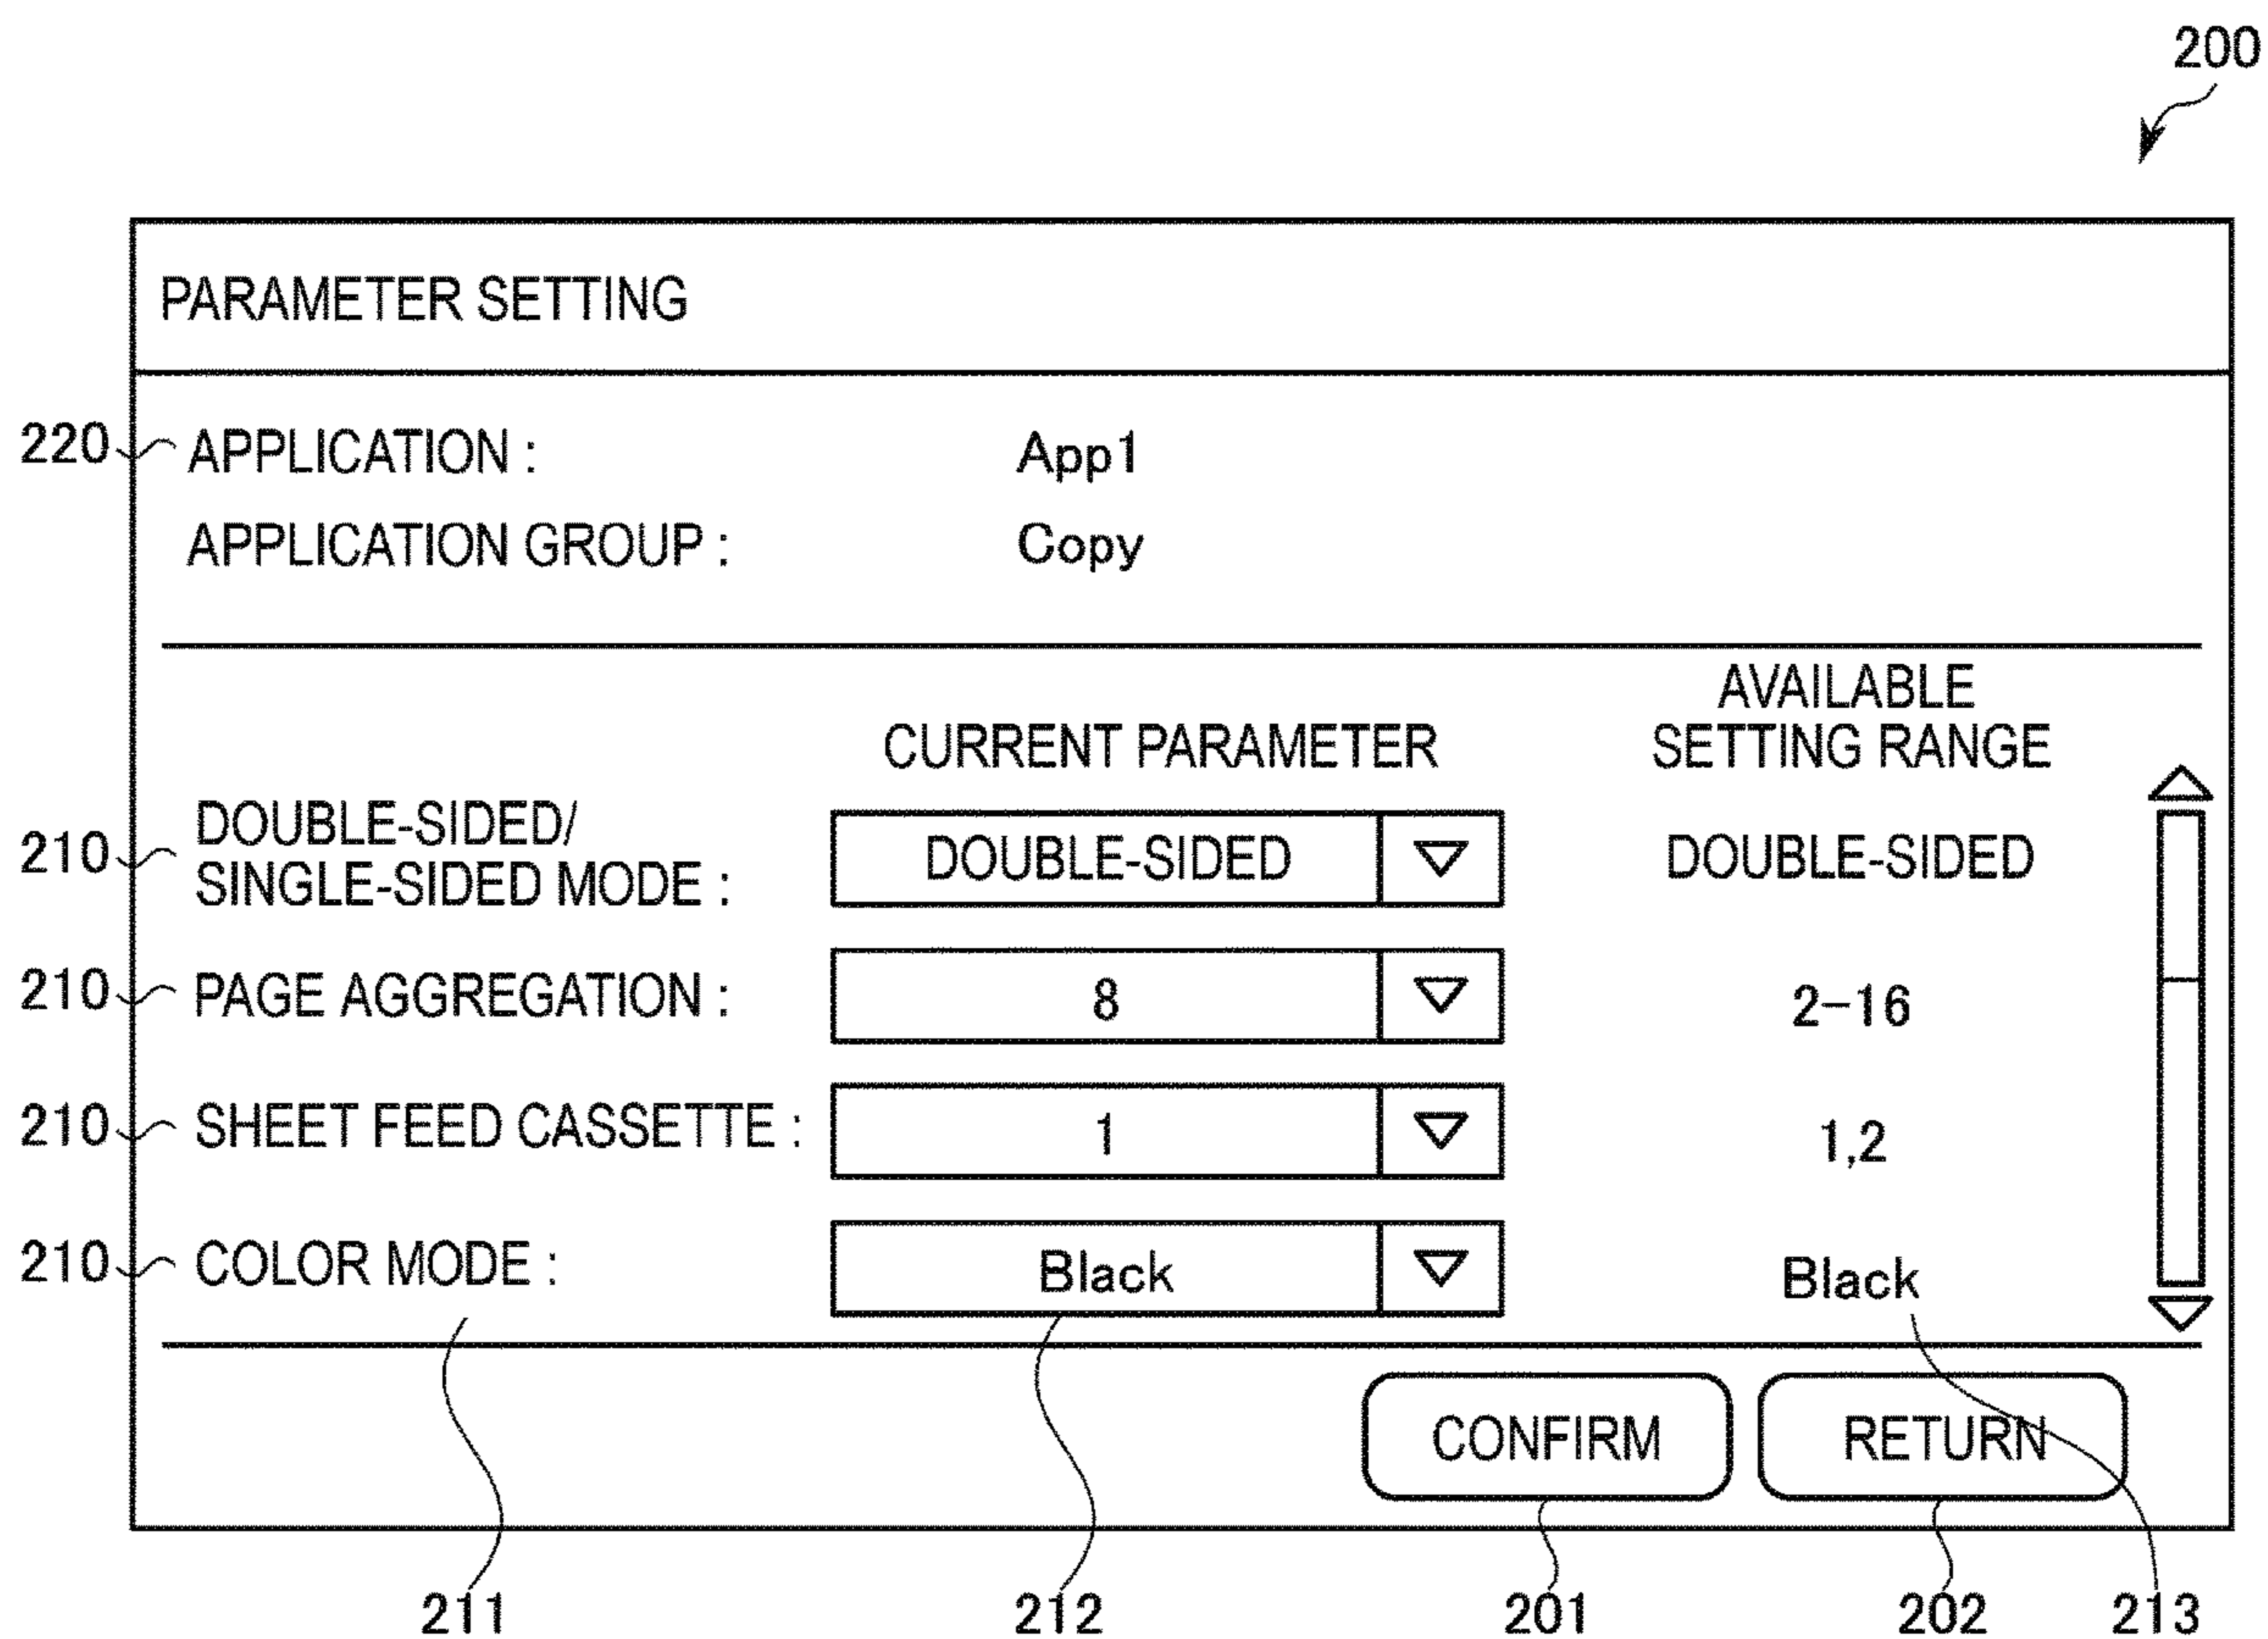 200
PARAMETER SETTING
220 APPLICATION : App1
APPLICATION GROUP : Copy
AVAILABLE
CURRENT PARAMETER SETTING RANGE
DOUBLE-SIDED/
210 DOUBLE-SIDED DOUBLE-SIDED
SINGLE-SIDED MODE :
210 PAGE AGGREGATION : 8 2-16
210 SHEET FEED CASSETTE : 1 1,2
210 COLOR MODE : Black Black
CONFIRM RETURN
211 212 201 202 213